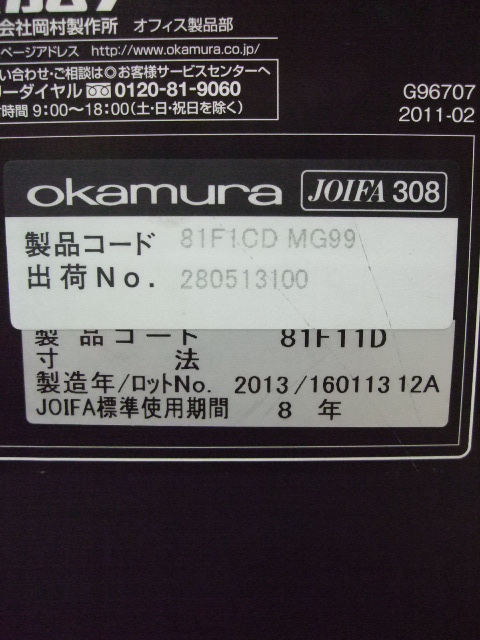 会社岡村製作所 オフィス製品部
ページアドレス http://www.okamura.co.jp/
い合わせ・ご相談は◎お客様サービスセンターへ
リーダイヤル 0120-81-9060
時間 9:00〜18:00(土・日・祝日を除く)
G96707
2011-02
okamura JOIFA 308
製品コード 81F1CD MG99
出荷No. 280513100
製品コード 81F11D
寸法
製造年/ロットNo. 2013/160113 12A
JOIFA標準使用期間 8 年